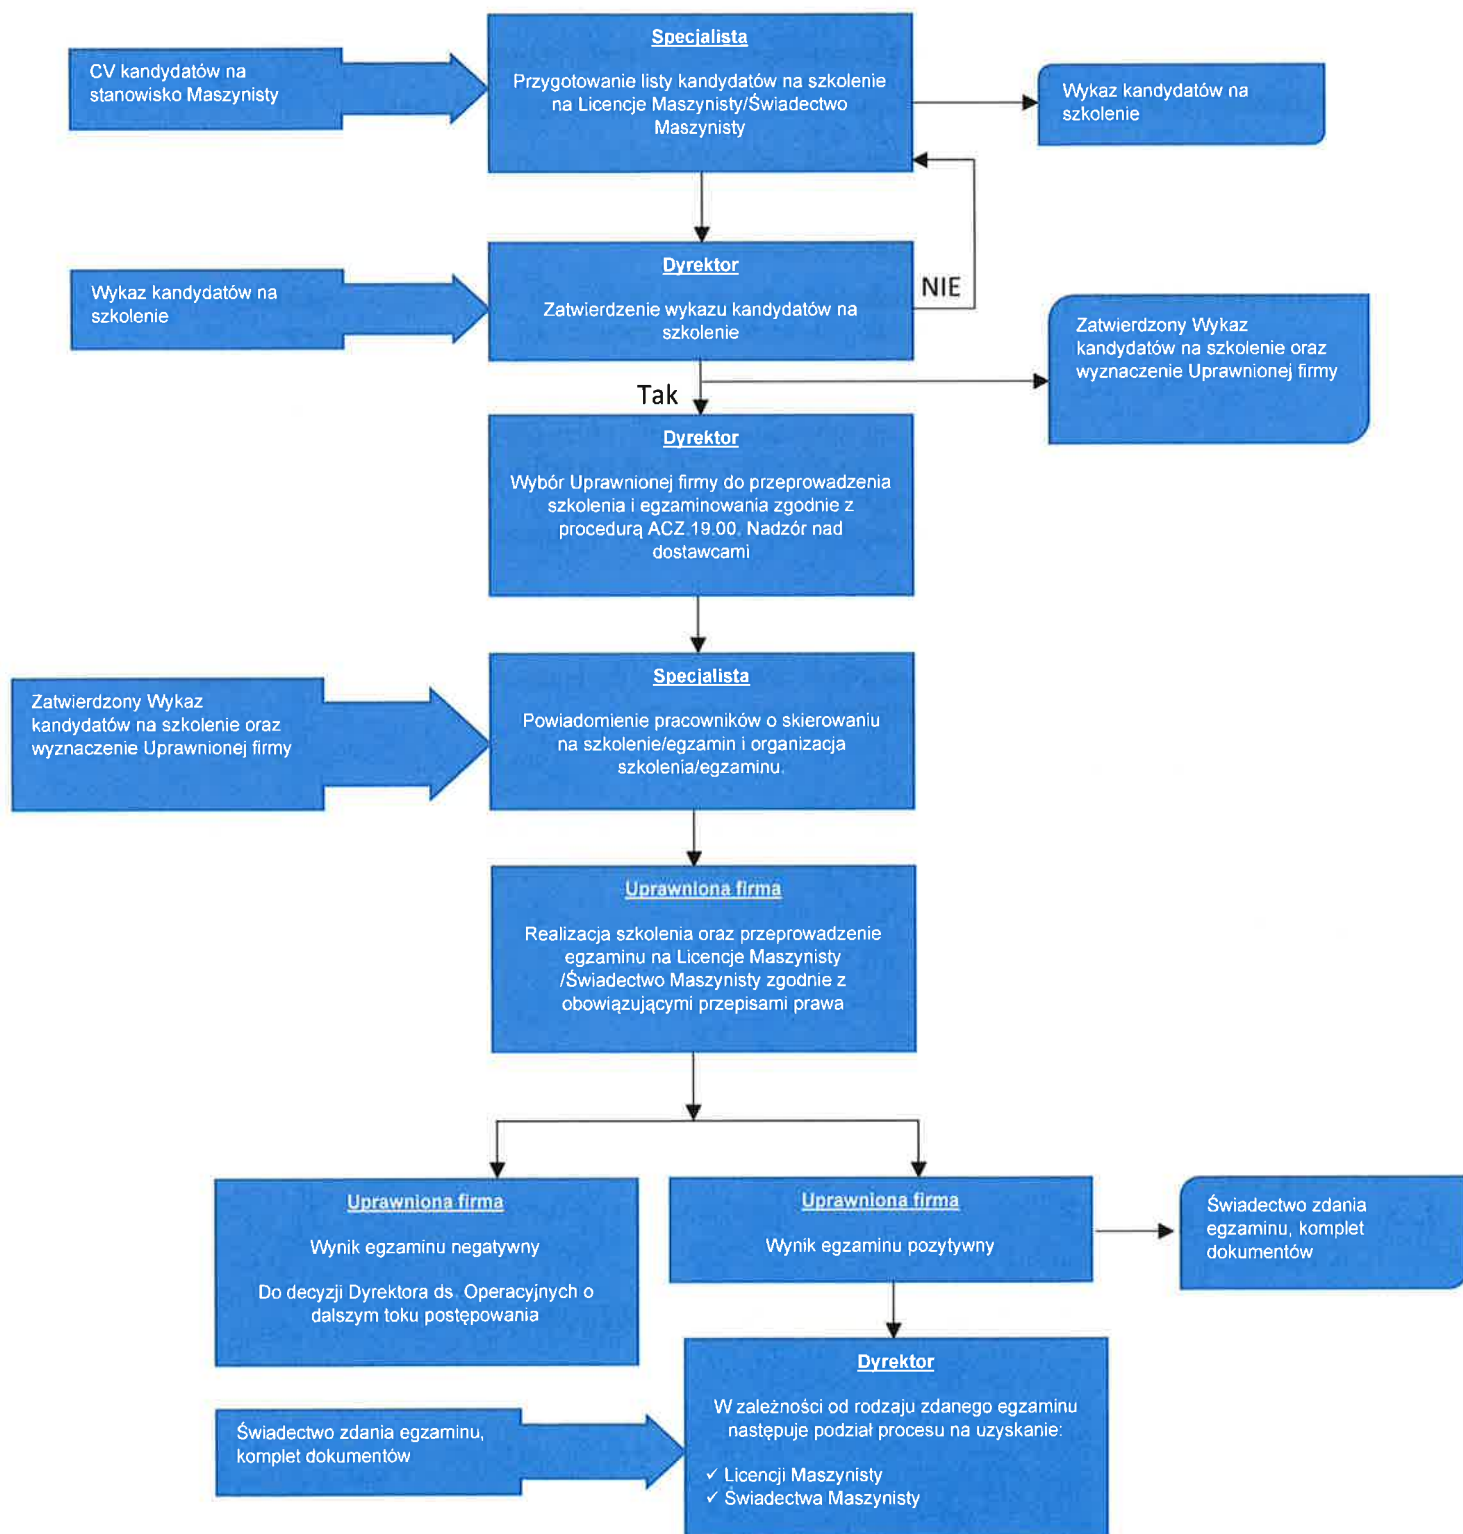 Specjalista
CV kandydatów na
stanowisko Maszynisty
Przygotowanie listy kandydatów na szkolenie
na Licencje Maszynisty/Świadectwo
Maszynisty
Wykaz kandydatów na
szkolenie
Dyrektor
Wykaz kandydatów na
szkolenie
Zatwierdzenie wykazu kandydatów na
szkolenie
NIE
Zatwierdzony Wykaz
kandydatów na szkolenie oraz
wyznaczenie Uprawnionej firmy
Tak
Dyrektor
Wybór Uprawnionej firmy do przeprowadzenia
szkolenia i egzaminowania zgodnie z
procedurą ACZ.19.00. Nadzór nad
dostawcami
Specjalista
Zatwierdzony Wykaz
kandydatów na szkolenie oraz
wyznaczenie Uprawnionej firmy
Powiadomienie pracowników o skierowaniu
na szkolenie/egzamin i organizacja
szkolenia/egzaminu.
Uprawniona firma
Realizacja szkolenia oraz przeprowadzenie
egzaminu na Licencje Maszynisty
/Świadectwo Maszynisty zgodnie z
obowiązującymi przepisami prawa
Uprawniona firma
Wynik egzaminu negatywny
Do decyzji Dyrektora ds. Operacyjnych o
dalszym toku postępowania
Uprawniona firma
Wynik egzaminu pozytywny
Świadectwo zdania
egzaminu, komplet
dokumentów
Dyrektor
Świadectwo zdania egzaminu,
komplet dokumentów
W zależności od rodzaju zdanego egzaminu
następuje podział procesu na uzyskanie:
✓ Licencji Maszynisty
✓ Świadectwa Maszynisty